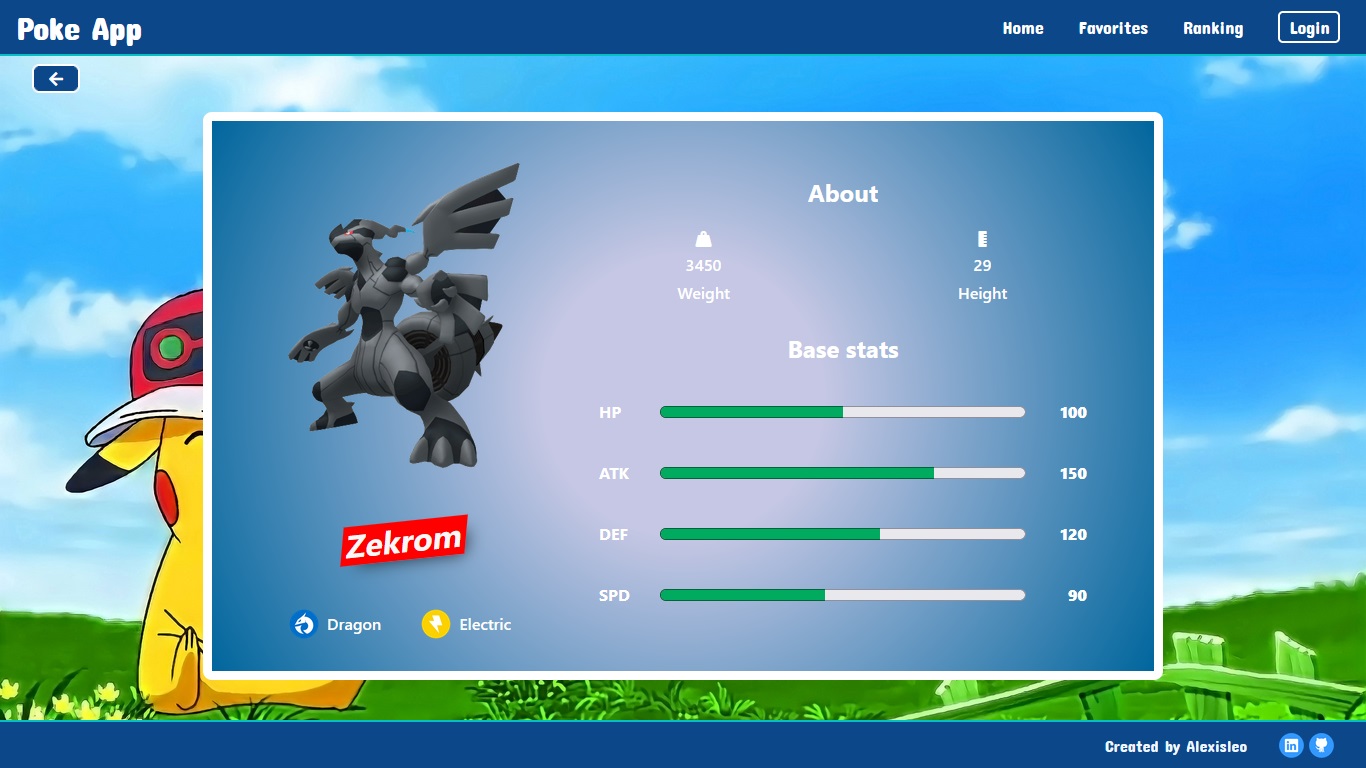 Poke App
Home Favorites Ranking Login
About
3450 29
Weight Height
Base stats
HP 100
ATK 150
DEF 120
SPD 90
Zekrom
Dragon Electric
Created by Alexisleo
in